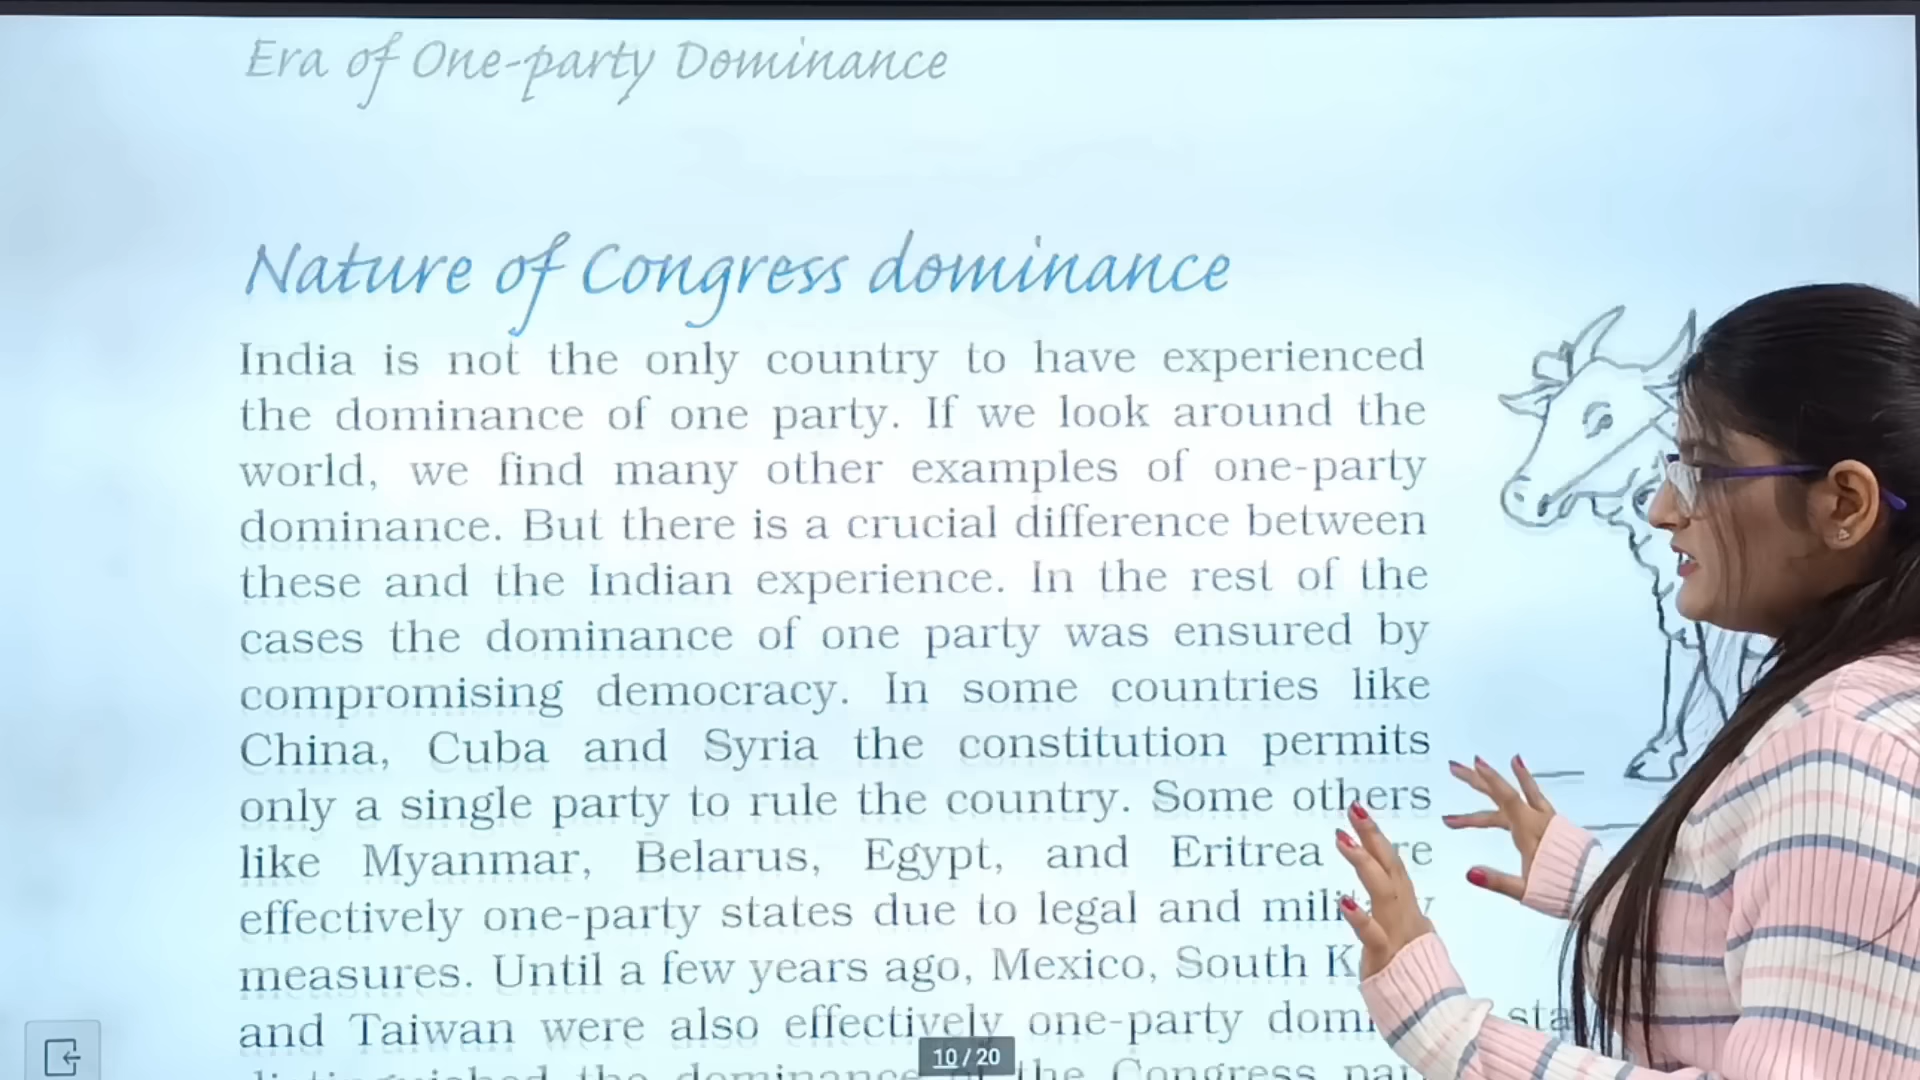 Era of One-party Dominance
Nature of Congress dominance
India is not the only country to have experienced
the dominance of one party. If we look around the
world, we find many other examples of one-party
dominance. But there is a crucial difference between
these and the Indian experience. In the rest of the
cases the dominance of one party was ensured by
compromising democracy. In some countries like
China, Cuba and Syria the constitution permits
only a single party to rule the country. Some others
like Myanmar, Belarus, Egypt, and Eritrea
effectively one-party states due to legal and
measures. Until a few years ago, Mexico, South
and Taiwan were also effectively one-party
the dominance the Congress
10 / 20